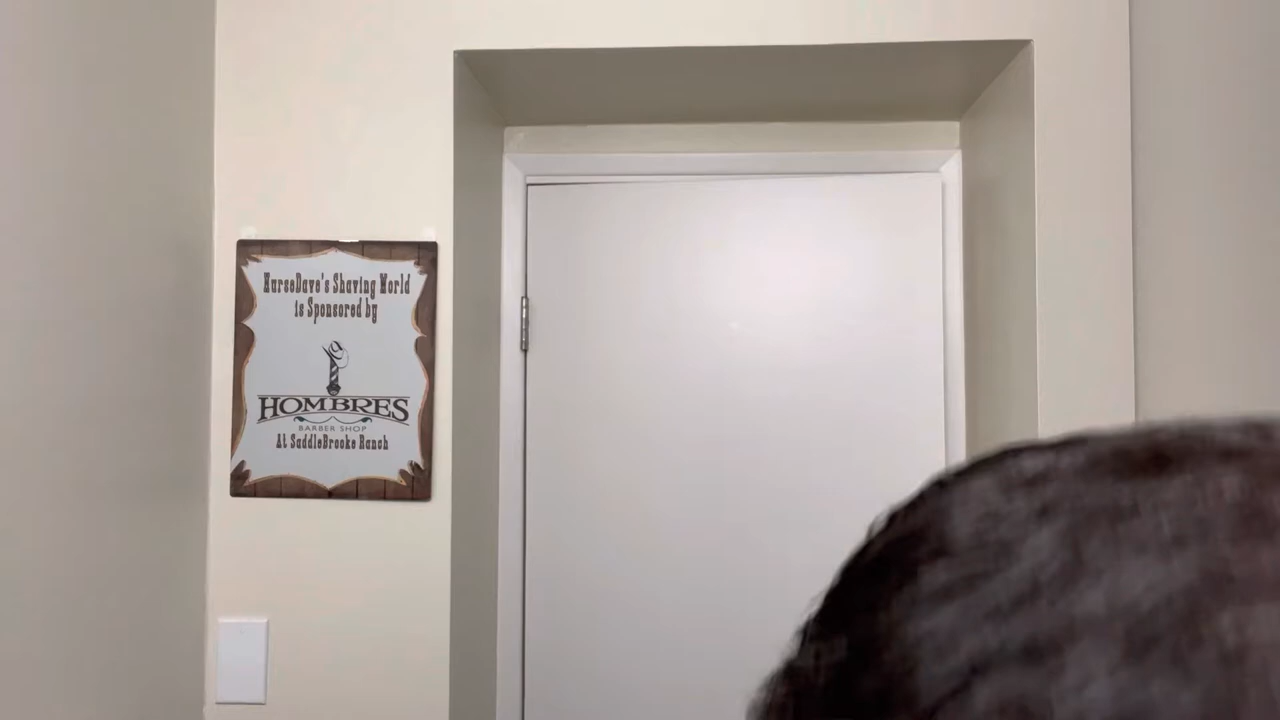 NurseDave's Shaving World
is Sponsored by
HOMBRES
BARBER SHOP
At SaddleBrooke Ranch